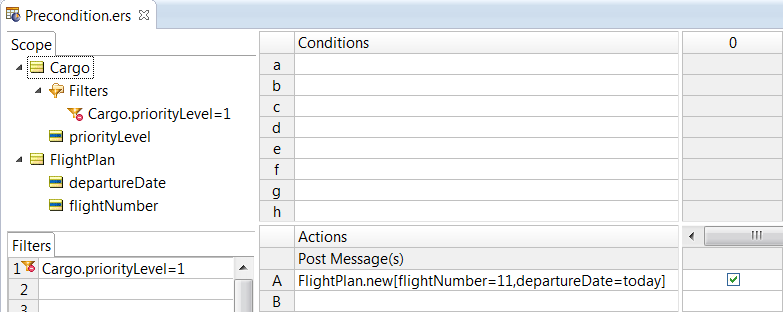 Precondition.ers
Scope
Cargo
Filters
Cargo.priorityLevel=1
priorityLevel
FlightPlan
departureDate
flightNumber
Filters
1 Cargo.priorityLevel=1
2
3
Conditions 0
a
b
c
d
e
f
g
h
Actions
Post Message(s)
A FlightPlan.new[flightNumber=11,departureDate=today]
B